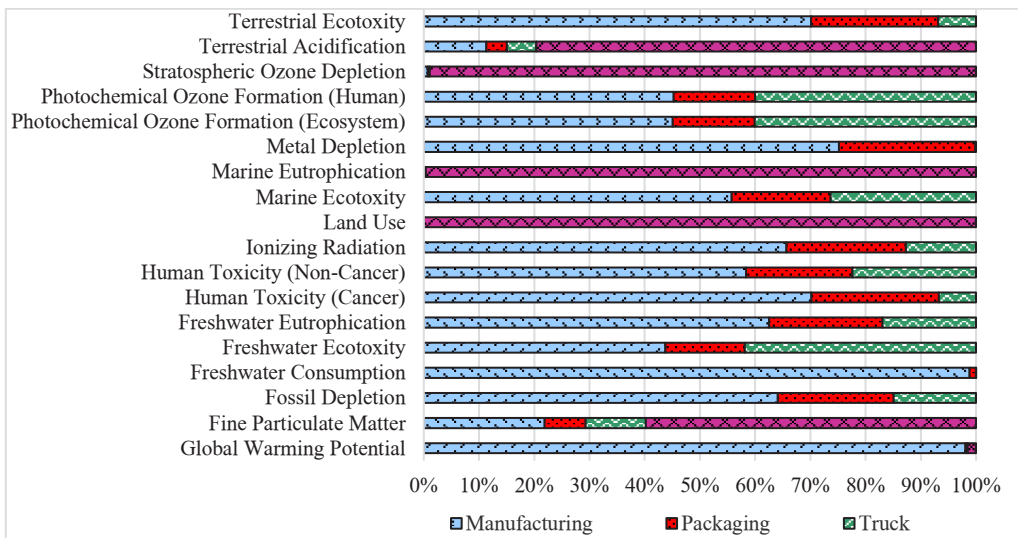 Terrestrial Ecotoxity
Terrestrial Acidification
Stratospheric Ozone Depletion
Photochemical Ozone Formation (Human)
Photochemical Ozone Formation (Ecosystem)
Metal Depletion
Marine Eutrophication
Marine Ecotoxity
Land Use
Ionizing Radiation
Human Toxicity (Non-Cancer)
Human Toxicity (Cancer)
Freshwater Eutrophication
Freshwater Ecotoxity
Freshwater Consumption
Fossil Depletion
Fine Particulate Matter
Global Warming Potential
0% 10% 20% 30% 40% 50% 60% 70% 80% 90% 100%
Manufacturing Packaging Truck